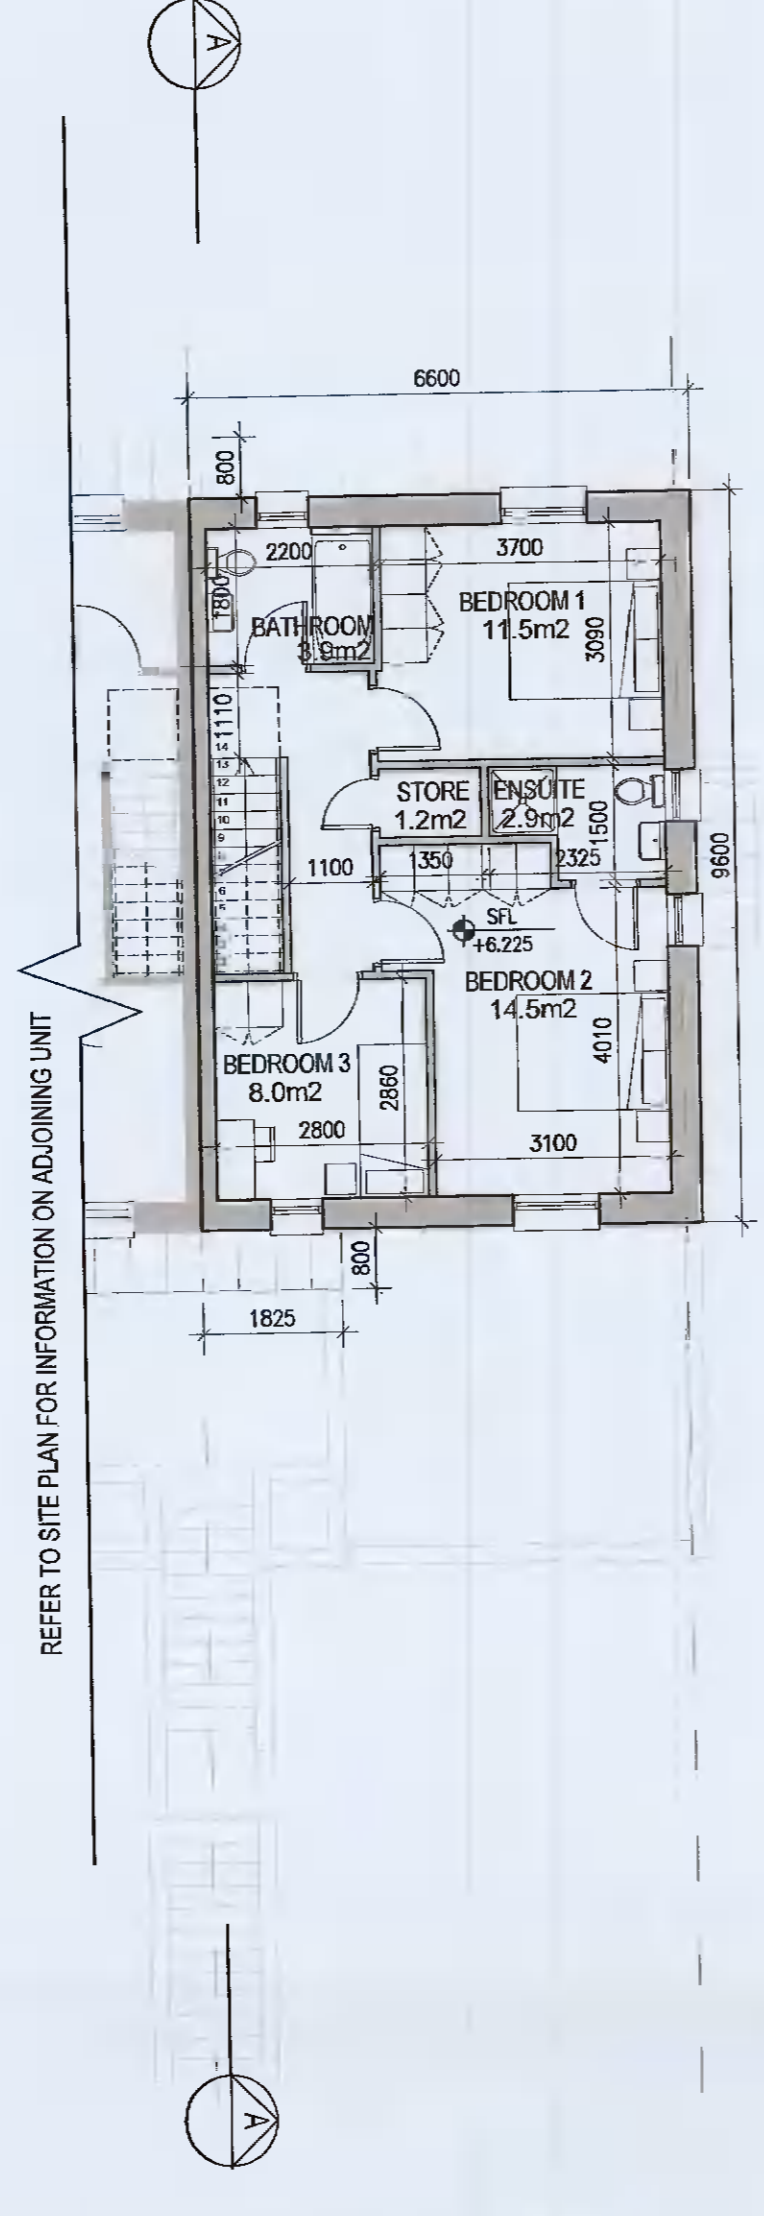 A
6600
800
2200
3700
1800
BATHROOM
3.9m2
BEDROOM 1
11.5m2
3090
1110
14
13
12
11
10
9
8
6
5
STORE
1.2m2
ENSUITE
2.9m2
1500
9600
1100
1350
2325
SFL
+6.225
BEDROOM 2
14.5m2
4010
BEDROOM 3
8.0m2
2860
2800
3100
800
1825
REFER TO SITE PLAN FOR INFORMATION ON ADJOINING UNIT
A